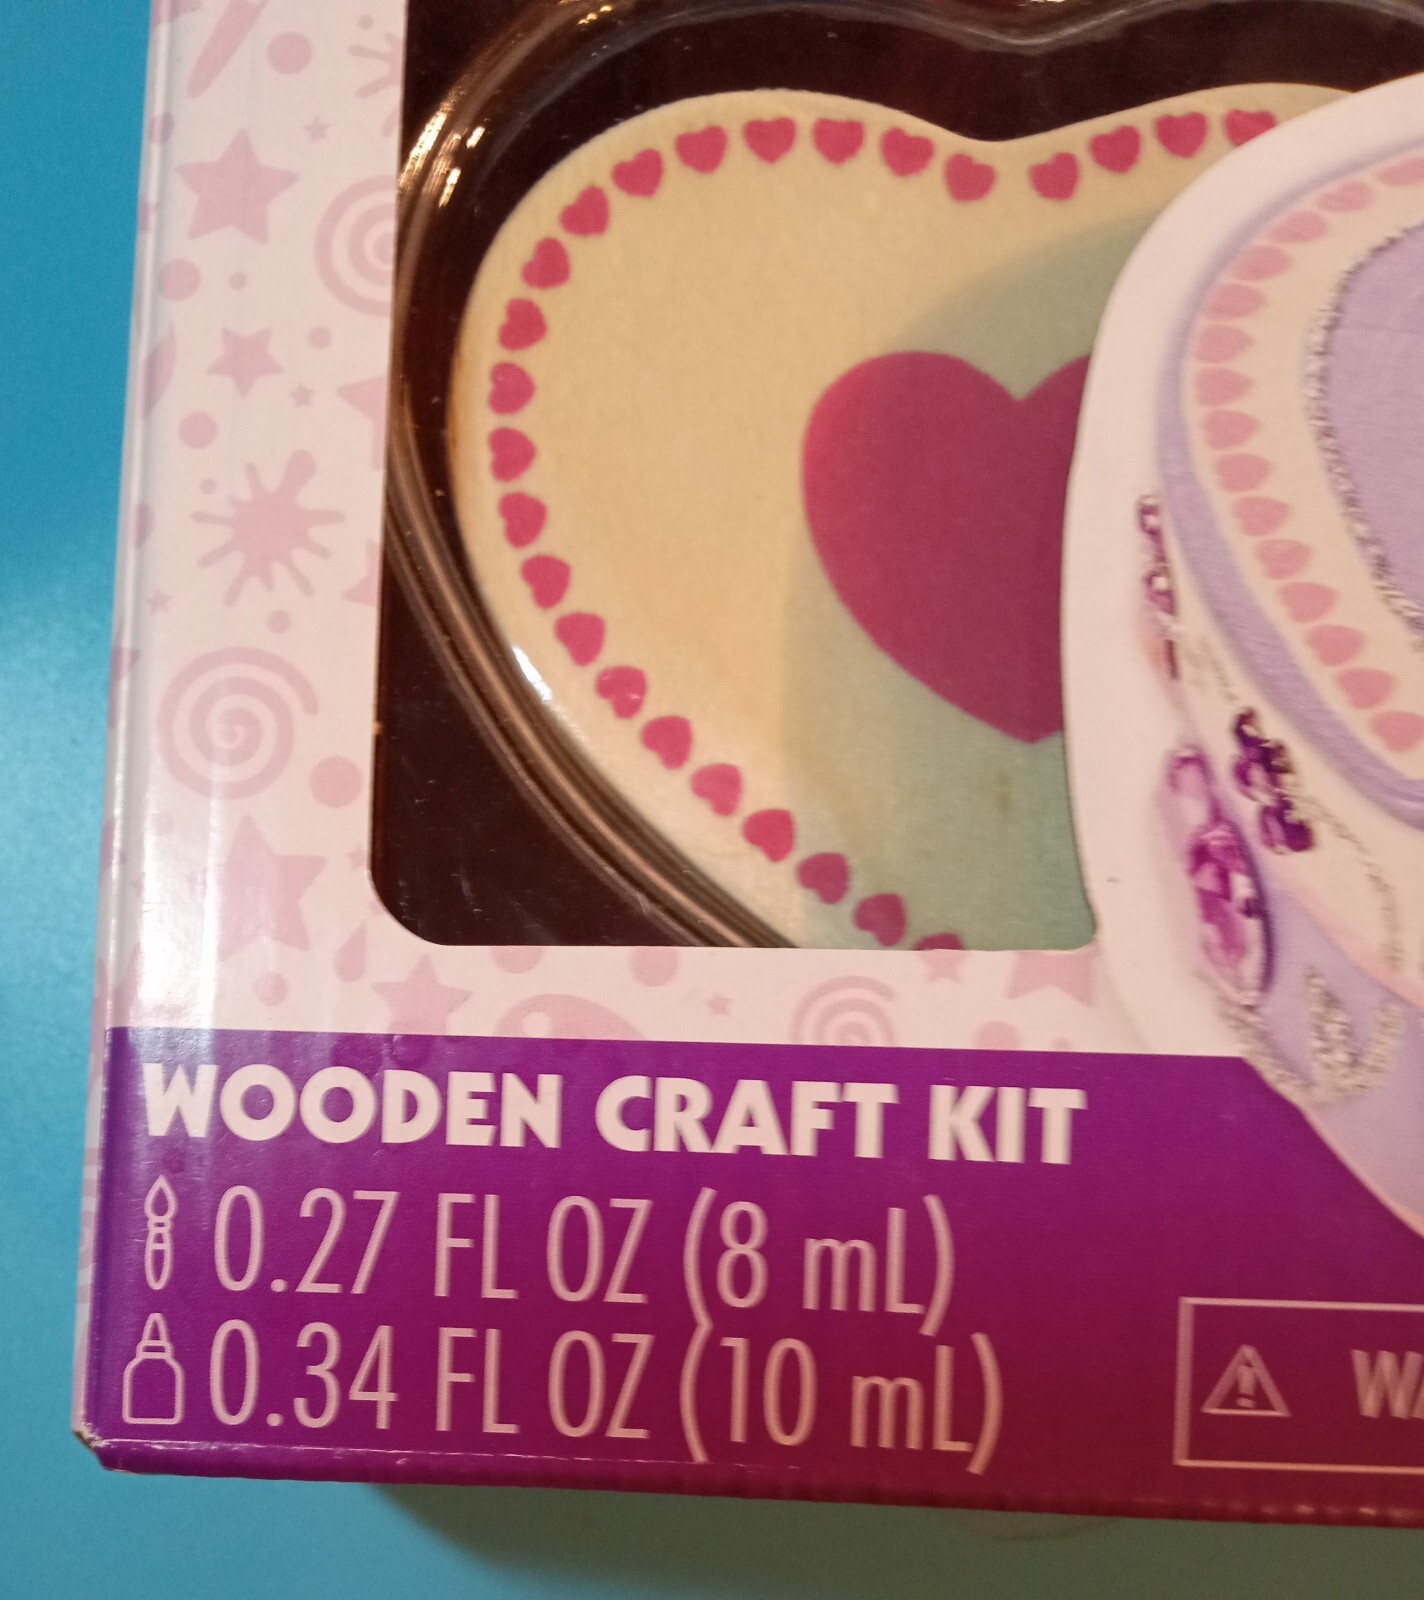 WOODEN CRAFT KIT
0.27 FL OZ (8 mL)
0.34 FL OZ (10 mL)